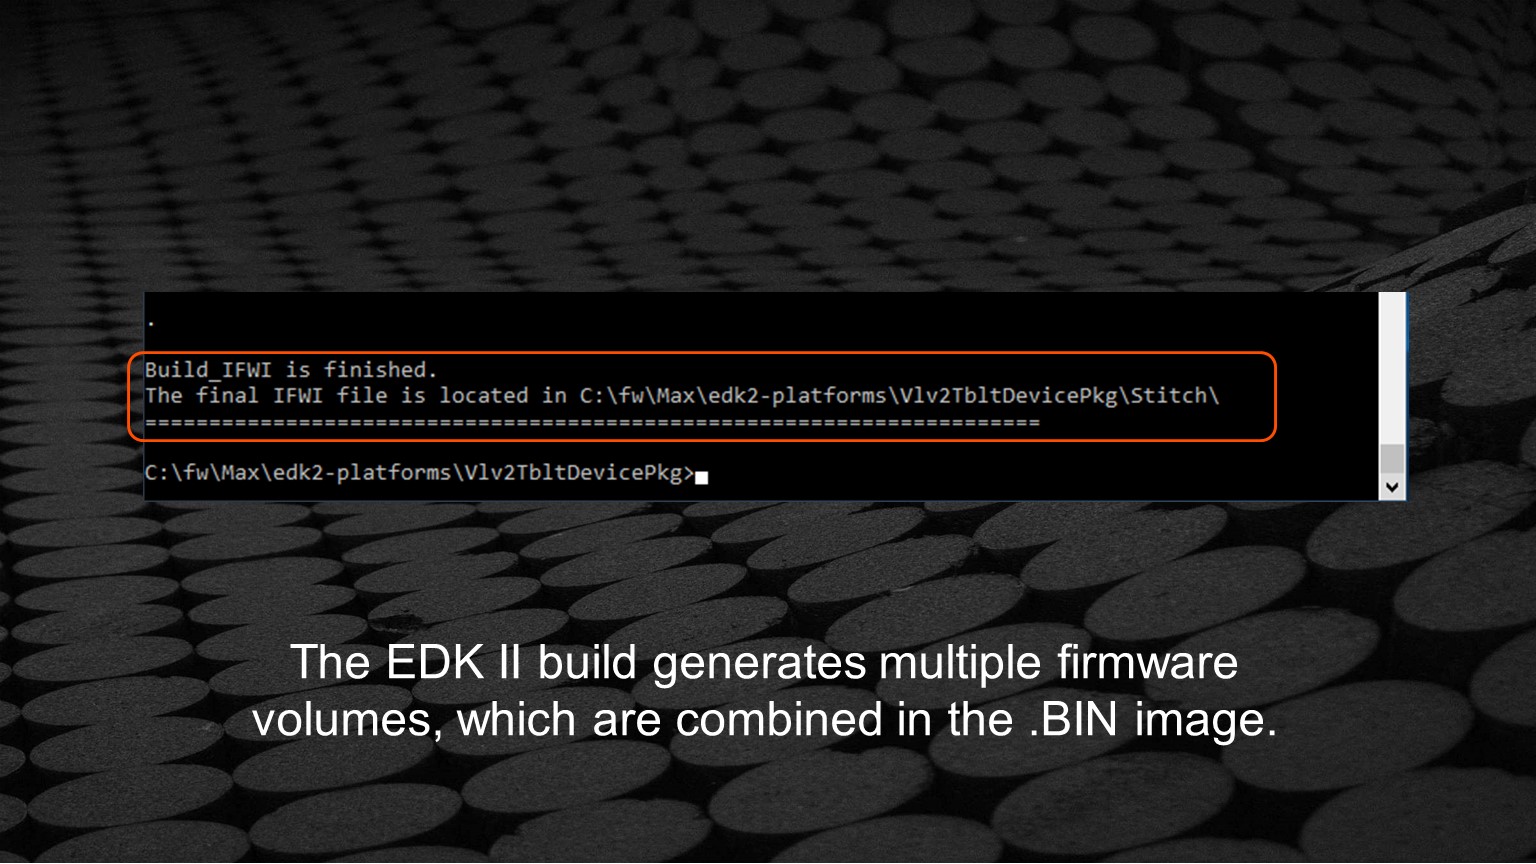 .
Build_IFWI is finished.
The final IFWI file is located in C:\fw\Max\edk2-platforms\Vlv2TbltDevicePkg\Stitch\
======================================================================
C:\fw\Max\edk2-platforms\Vlv2TbltDevicePkg>
The EDK II build generates multiple firmware
volumes, which are combined in the .BIN image.